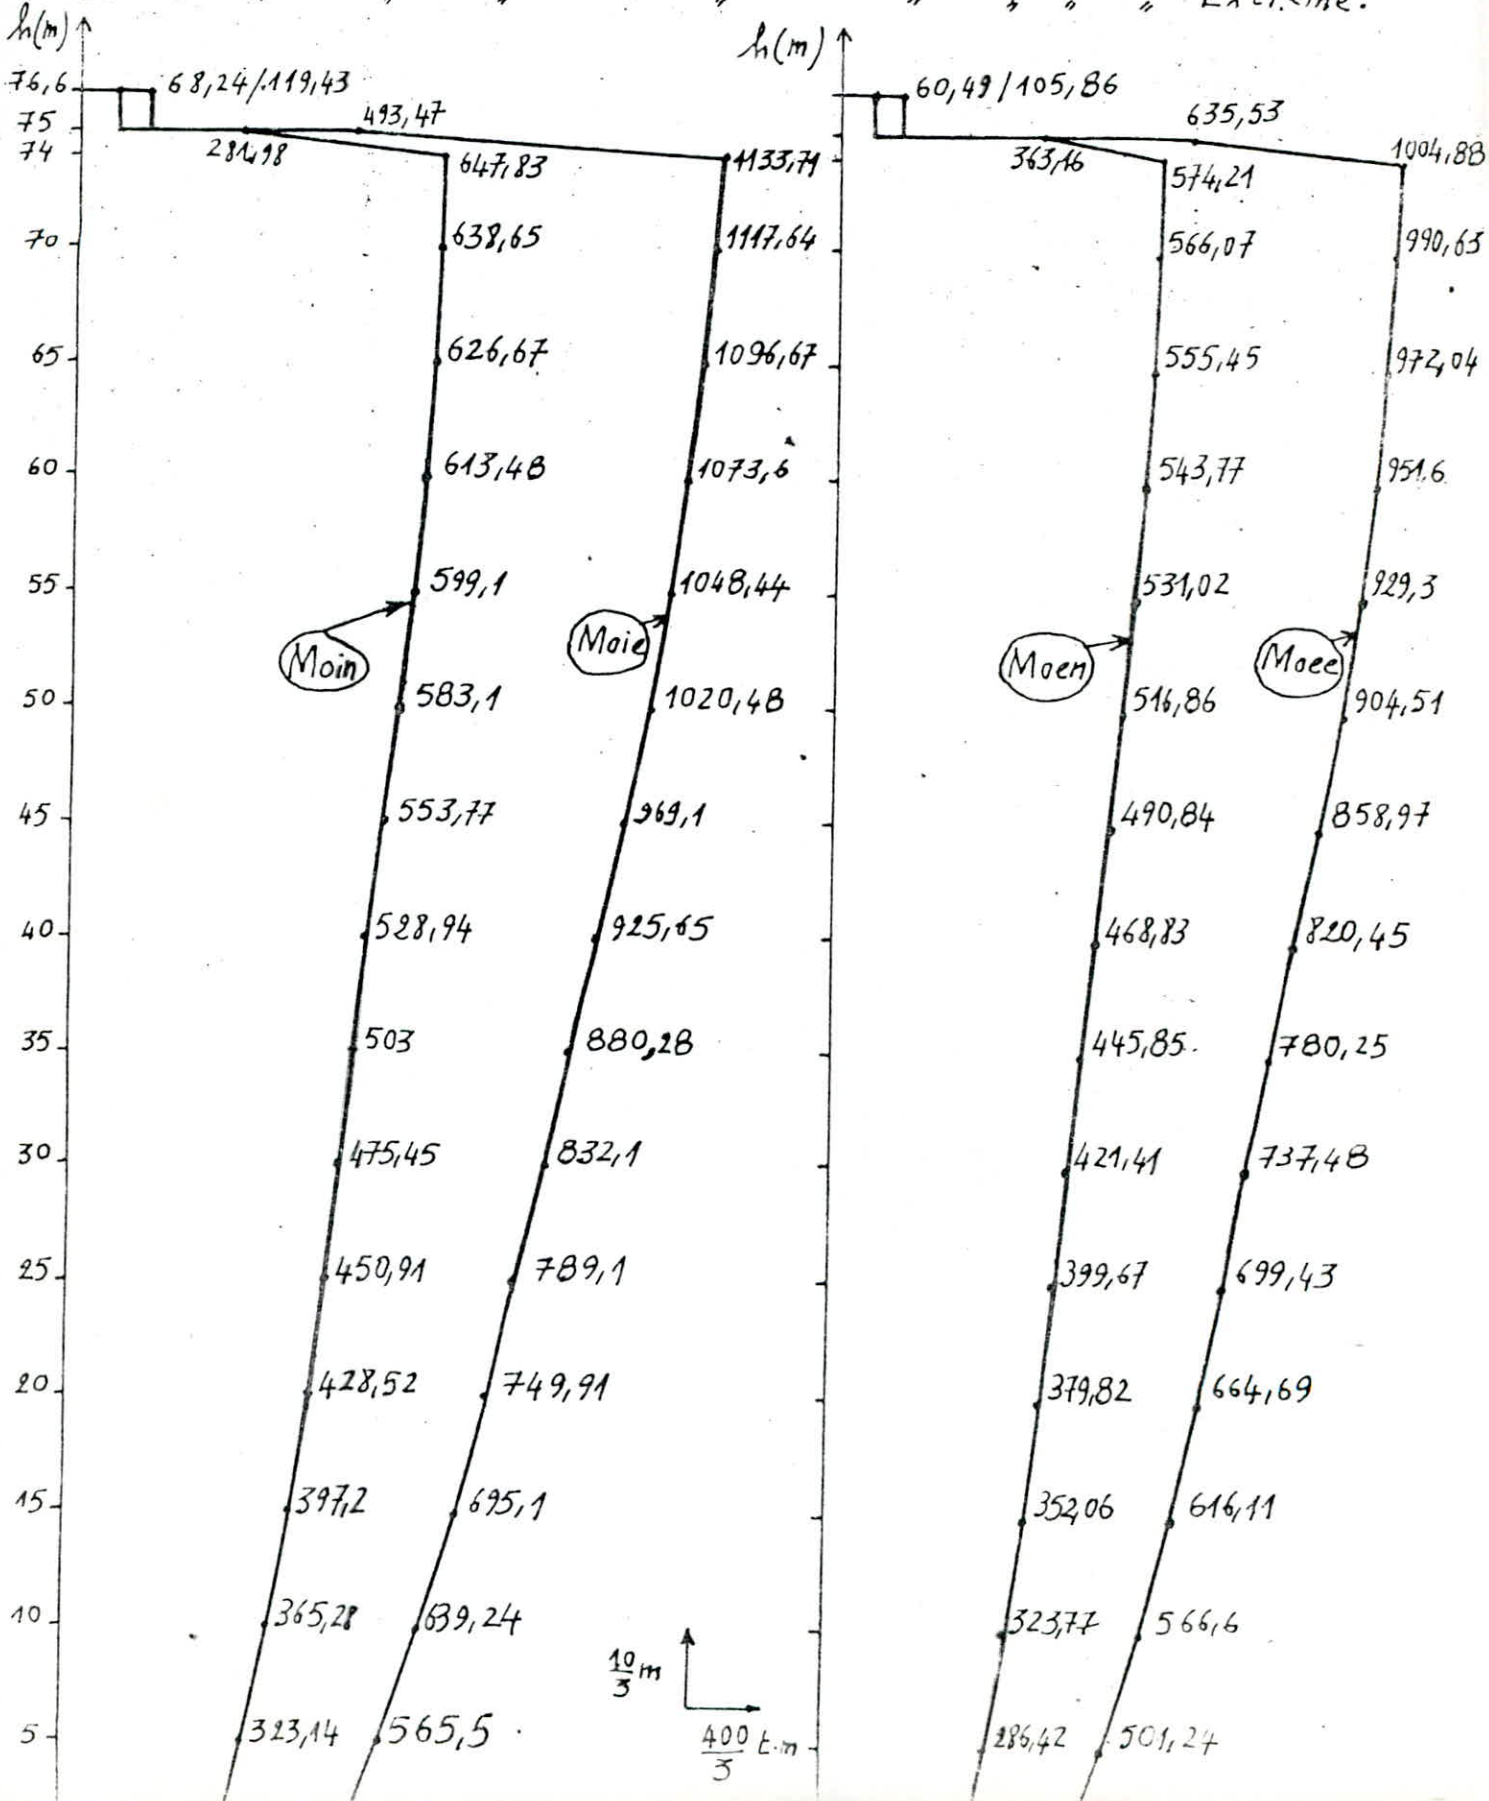 " " " " " " Extrême.
h(m) h(m)
76,6 68,24/119,43 60,49/105,86
75 493,47 635,53
74 281,98 647,83 1133,71 363,16 574,21 1004,88
70 638,65 1117,64 566,07 990,63
65 626,67 1096,67 555,45 972,04
60 613,48 1073,6 543,77 951,6
55 599,1 1048,44 531,02 929,3
Moin Moie Moen Moee
50 583,1 1020,48 516,86 904,51
45 553,77 969,1 490,84 858,97
40 528,94 925,65 468,83 820,45
35 503 880,28 445,85 780,25
30 475,45 832,1 421,41 737,48
25 450,91 789,1 399,67 699,43
20 428,52 749,91 379,82 664,69
15 397,2 695,1 352,06 616,11
10 365,28 639,24 323,77 566,6
10/3 m
5 323,14 565,5 286,42 501,24
400/3 t.m